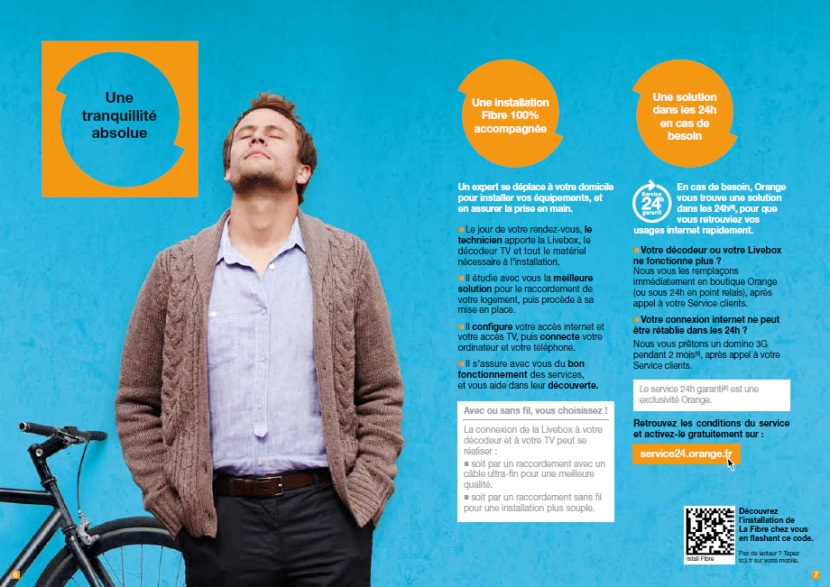 Une
tranquillité
absolue
Une installation
Fibre 100%
accompagnée
Un expert se déplace à votre domicile
pour installer vos équipements, et
en assurer la prise en main.
Le jour de votre rendez-vous, le
technicien apporte la Livebox, le
décodeur TV et tout le matériel
nécessaire à l'installation.
Il étudie avec vous la meilleure
solution pour le raccordement de
votre logement, puis procède à sa
mise en place.
Il configure votre accès internet et
votre accès TV, puis connecte votre
ordinateur et votre téléphone.
Il s'assure avec vous du bon
fonctionnement des services,
et vous aide dans leur découverte.
Avec ou sans fil, vous choisissez !
La connexion de la Livebox à votre
décodeur et à votre TV peut se
réaliser :
■ soit par un raccordement avec un
câble ultra-fin pour une meilleure
qualité.
■ soit par un raccordement sans fil
pour une installation plus souple.
Une solution
dans les 24h
en cas de
besoin
Service
24h
garanti
En cas de besoin, Orange
vous trouve une solution
dans les 24h, pour que
vous retrouviez vos
usages internet rapidement.
Votre décodeur ou votre Livebox
ne fonctionne plus ?
Nous vous les remplaçons
immédiatement en boutique Orange
(ou sous 24h en point relais), après
appel à votre Service clients.
Votre connexion internet ne peut
être rétablie dans les 24h ?
Nous vous prêtons un domino 3G
pendant 2 mois, après appel à votre
Service clients.
Le service 24h garanti est une
exclusivité Orange.
Retrouvez les conditions du service
et activez-le gratuitement sur :
service24.orange.fr
Découvrez
l'installation de
La Fibre chez vous
en flashant ce code.
Pas de lecteur ? Tapez
fc3.fr sur votre mobile.
istall Fibre
7